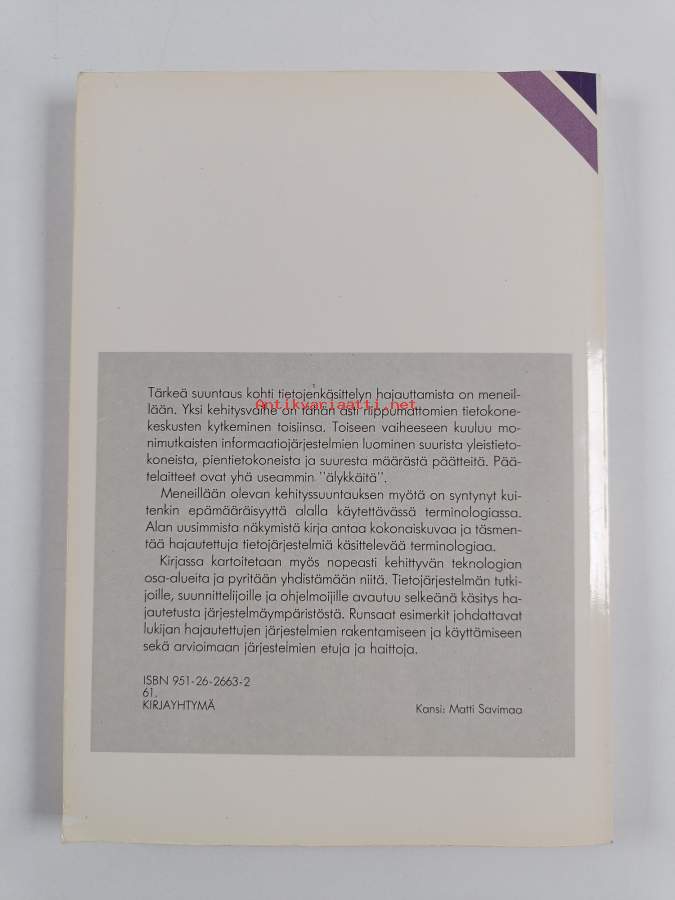 Tärkeä suuntaus kohti tietojenkäsittelyn hajauttamista on meneil-
lään. Yksi kehitysvaihe on tähän asti riippumattomien tietokone-
Antikvariaatti.net
keskusten kytkeminen toisiinsa. Toiseen vaiheeseen kuuluu mo-
nimutkaisten informaatiojärjestelmien luominen suurista yleistieto-
koneista, pientietokoneista ja suuresta määrästä päätteitä. Pää-
telaitteet ovat yhä useammin "älykkäitä".
Meneillään olevan kehityssuuntauksen myötä on syntynyt kui-
tenkin epämääräisyyttä alalla käytettävässä terminologiassa.
Alan uusimmista näkymistä kirja antaa kokonaiskuvaa ja täsmen-
tää hajautettuja tietojärjestelmiä käsittelevää terminologiaa.
Kirjassa kartoitetaan myös nopeasti kehittyvän teknologian
osa-alueita ja pyritään yhdistämään niitä. Tietojärjestelmän tutki-
joille, suunnittelijoille ja ohjelmoijille avautuu selkeänä käsitys ha-
jautetusta järjestelmäympäristöstä. Runsaat esimerkit johdattavat
lukijan hajautettujen järjestelmien rakentamiseen ja käyttämiseen
sekä arvioimaan järjestelmien etuja ja haittoja.
ISBN 951-26-2663-2
61.
KIRJAYHTYMÄ
Kansi: Matti Savimaa